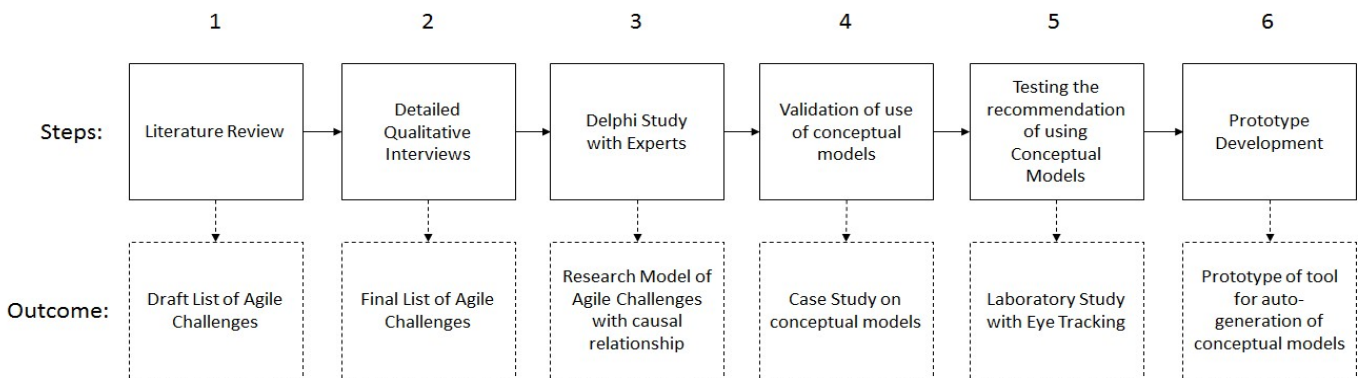 1 2 3 4 5 6
Steps:
Literature Review
Detailed
Qualitative
Interviews
Delphi Study
with Experts
Validation of use
of conceptual
models
Testing the
recommendation
of using
Conceptual
Models
Prototype
Development
Outcome:
Draft List of Agile
Challenges
Final List of Agile
Challenges
Research Model of
Agile Challenges
with causal
relationship
Case Study on
conceptual models
Laboratory Study
with Eye Tracking
Prototype of tool
for auto-
generation of
conceptual models